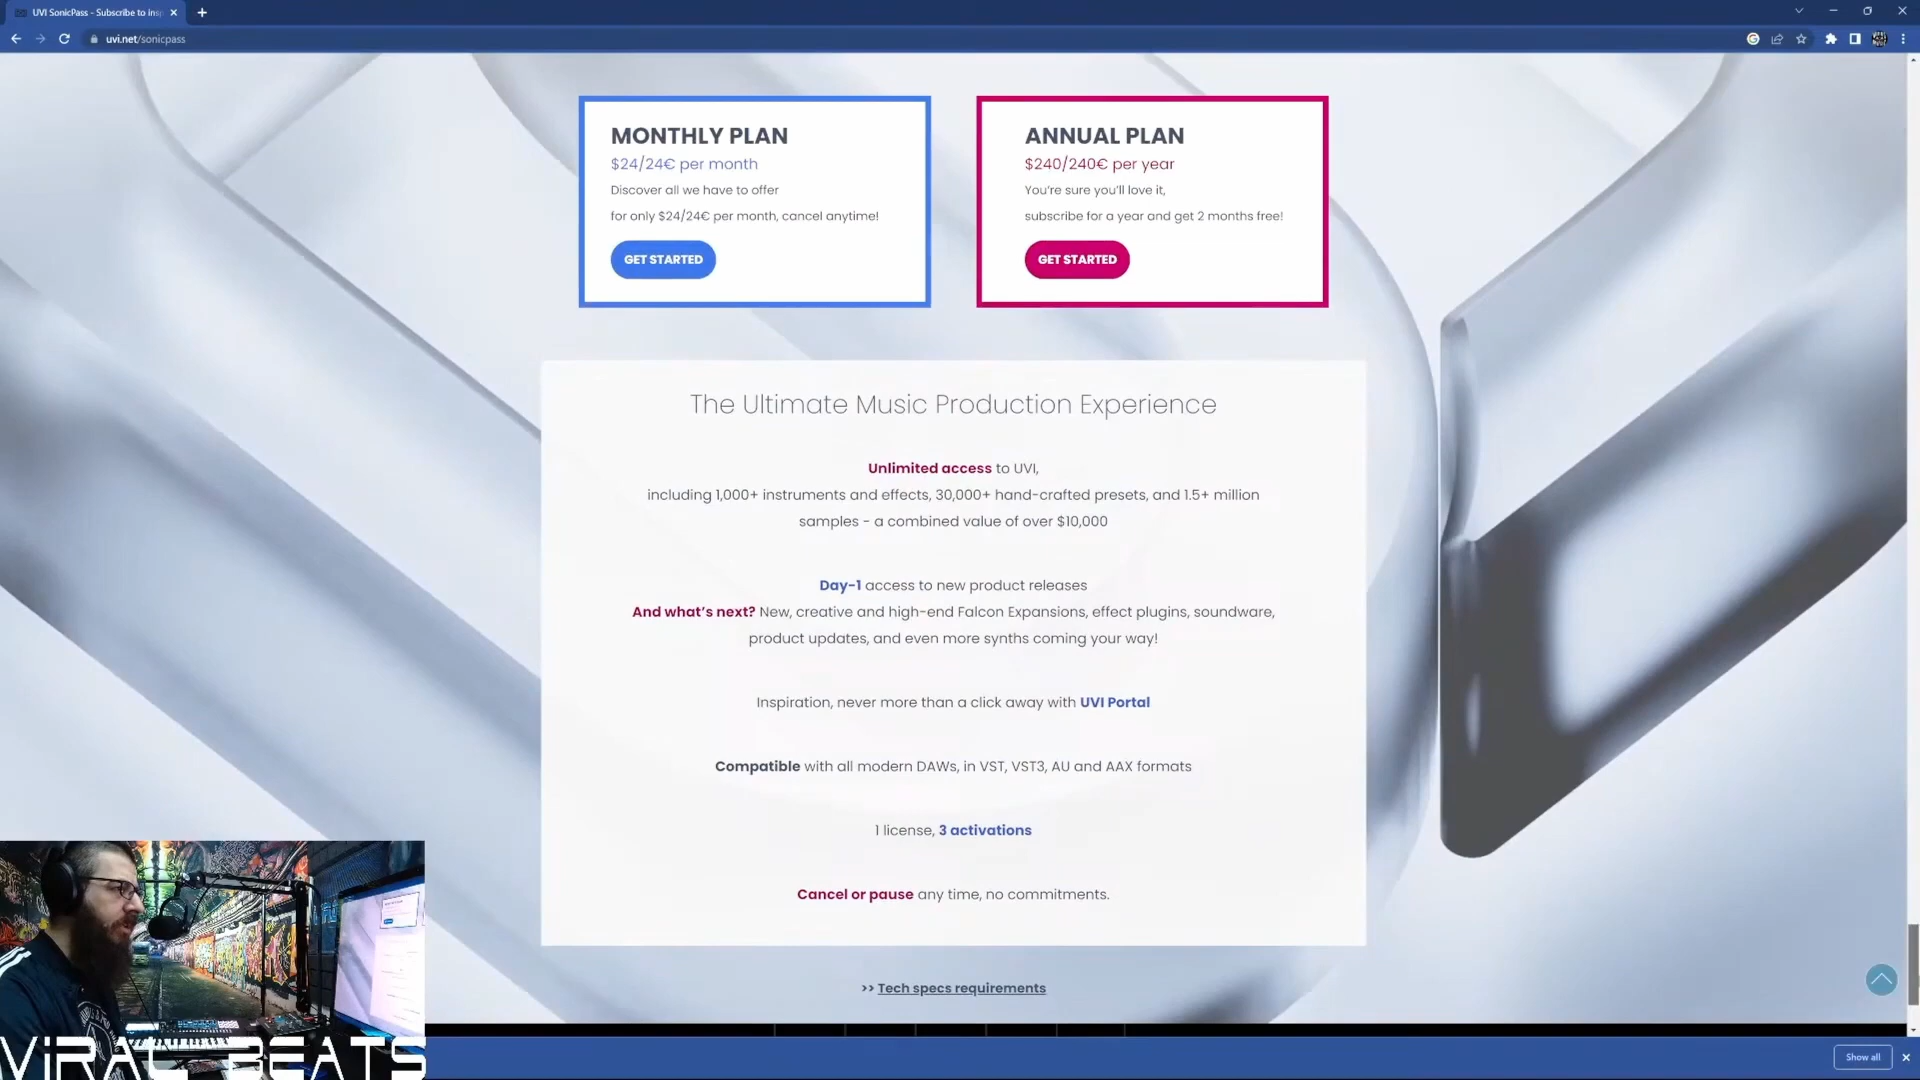 UVI SonicPass - Subscribe to insp
uvi.net/sonicpass
MONTHLY PLAN
$24/24€ per month
Discover all we have to offer
for only $24/24€ per month, cancel anytime!
GET STARTED
ANNUAL PLAN
$240/240€ per year
You're sure you'll love it,
subscribe for a year and get 2 months free!
GET STARTED
The Ultimate Music Production Experience
Unlimited access to UVI,
including 1,000+ instruments and effects, 30,000+ hand-crafted presets, and 1.5+ million
samples - a combined value of over $10,000
Day-1 access to new product releases
And what's next? New, creative and high-end Falcon Expansions, effect plugins, soundware,
product updates, and even more synths coming your way!
Inspiration, never more than a click away with UVI Portal
Compatible with all modern DAWs, in VST, VST3, AU and AAX formats
1 license, 3 activations
Cancel or pause any time, no commitments.
>> Tech specs requirements
ViRAL BEATS
Show all